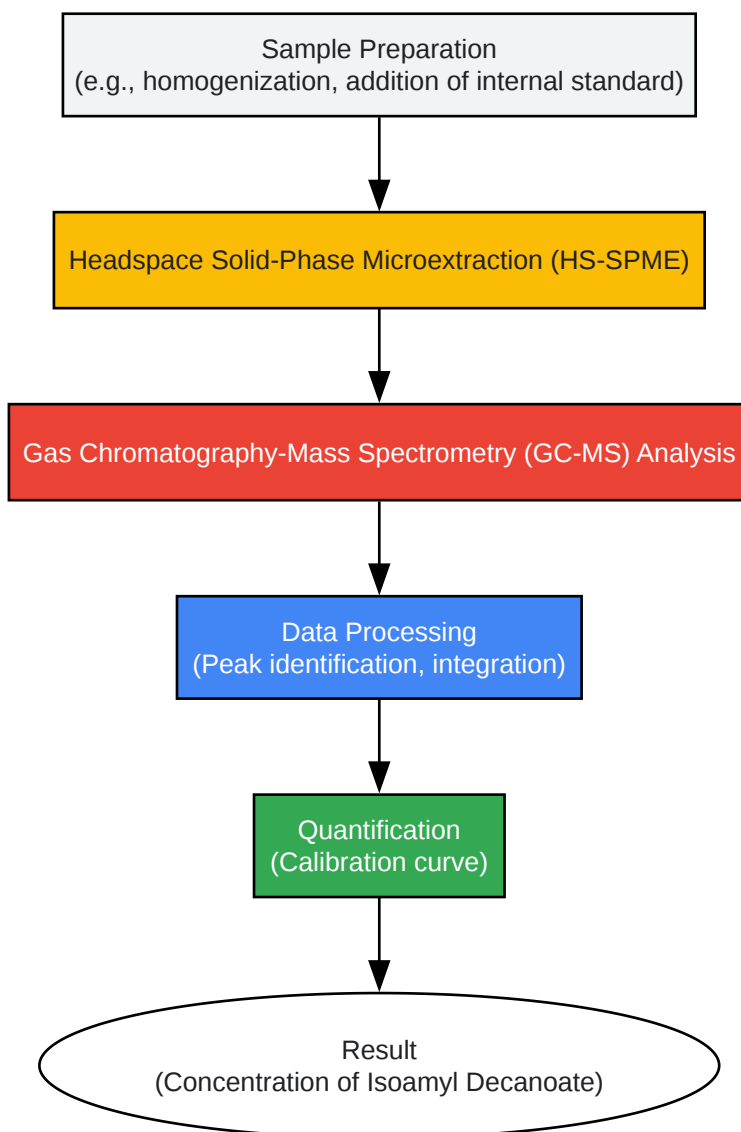 Sample Preparation
(e.g., homogenization, addition of internal standard)
Headspace Solid-Phase Microextraction (HS-SPME)
Gas Chromatography-Mass Spectrometry (GC-MS) Analysis
Data Processing
(Peak identification, integration)
Quantification
(Calibration curve)
Result
(Concentration of Isoamyl Decanoate)